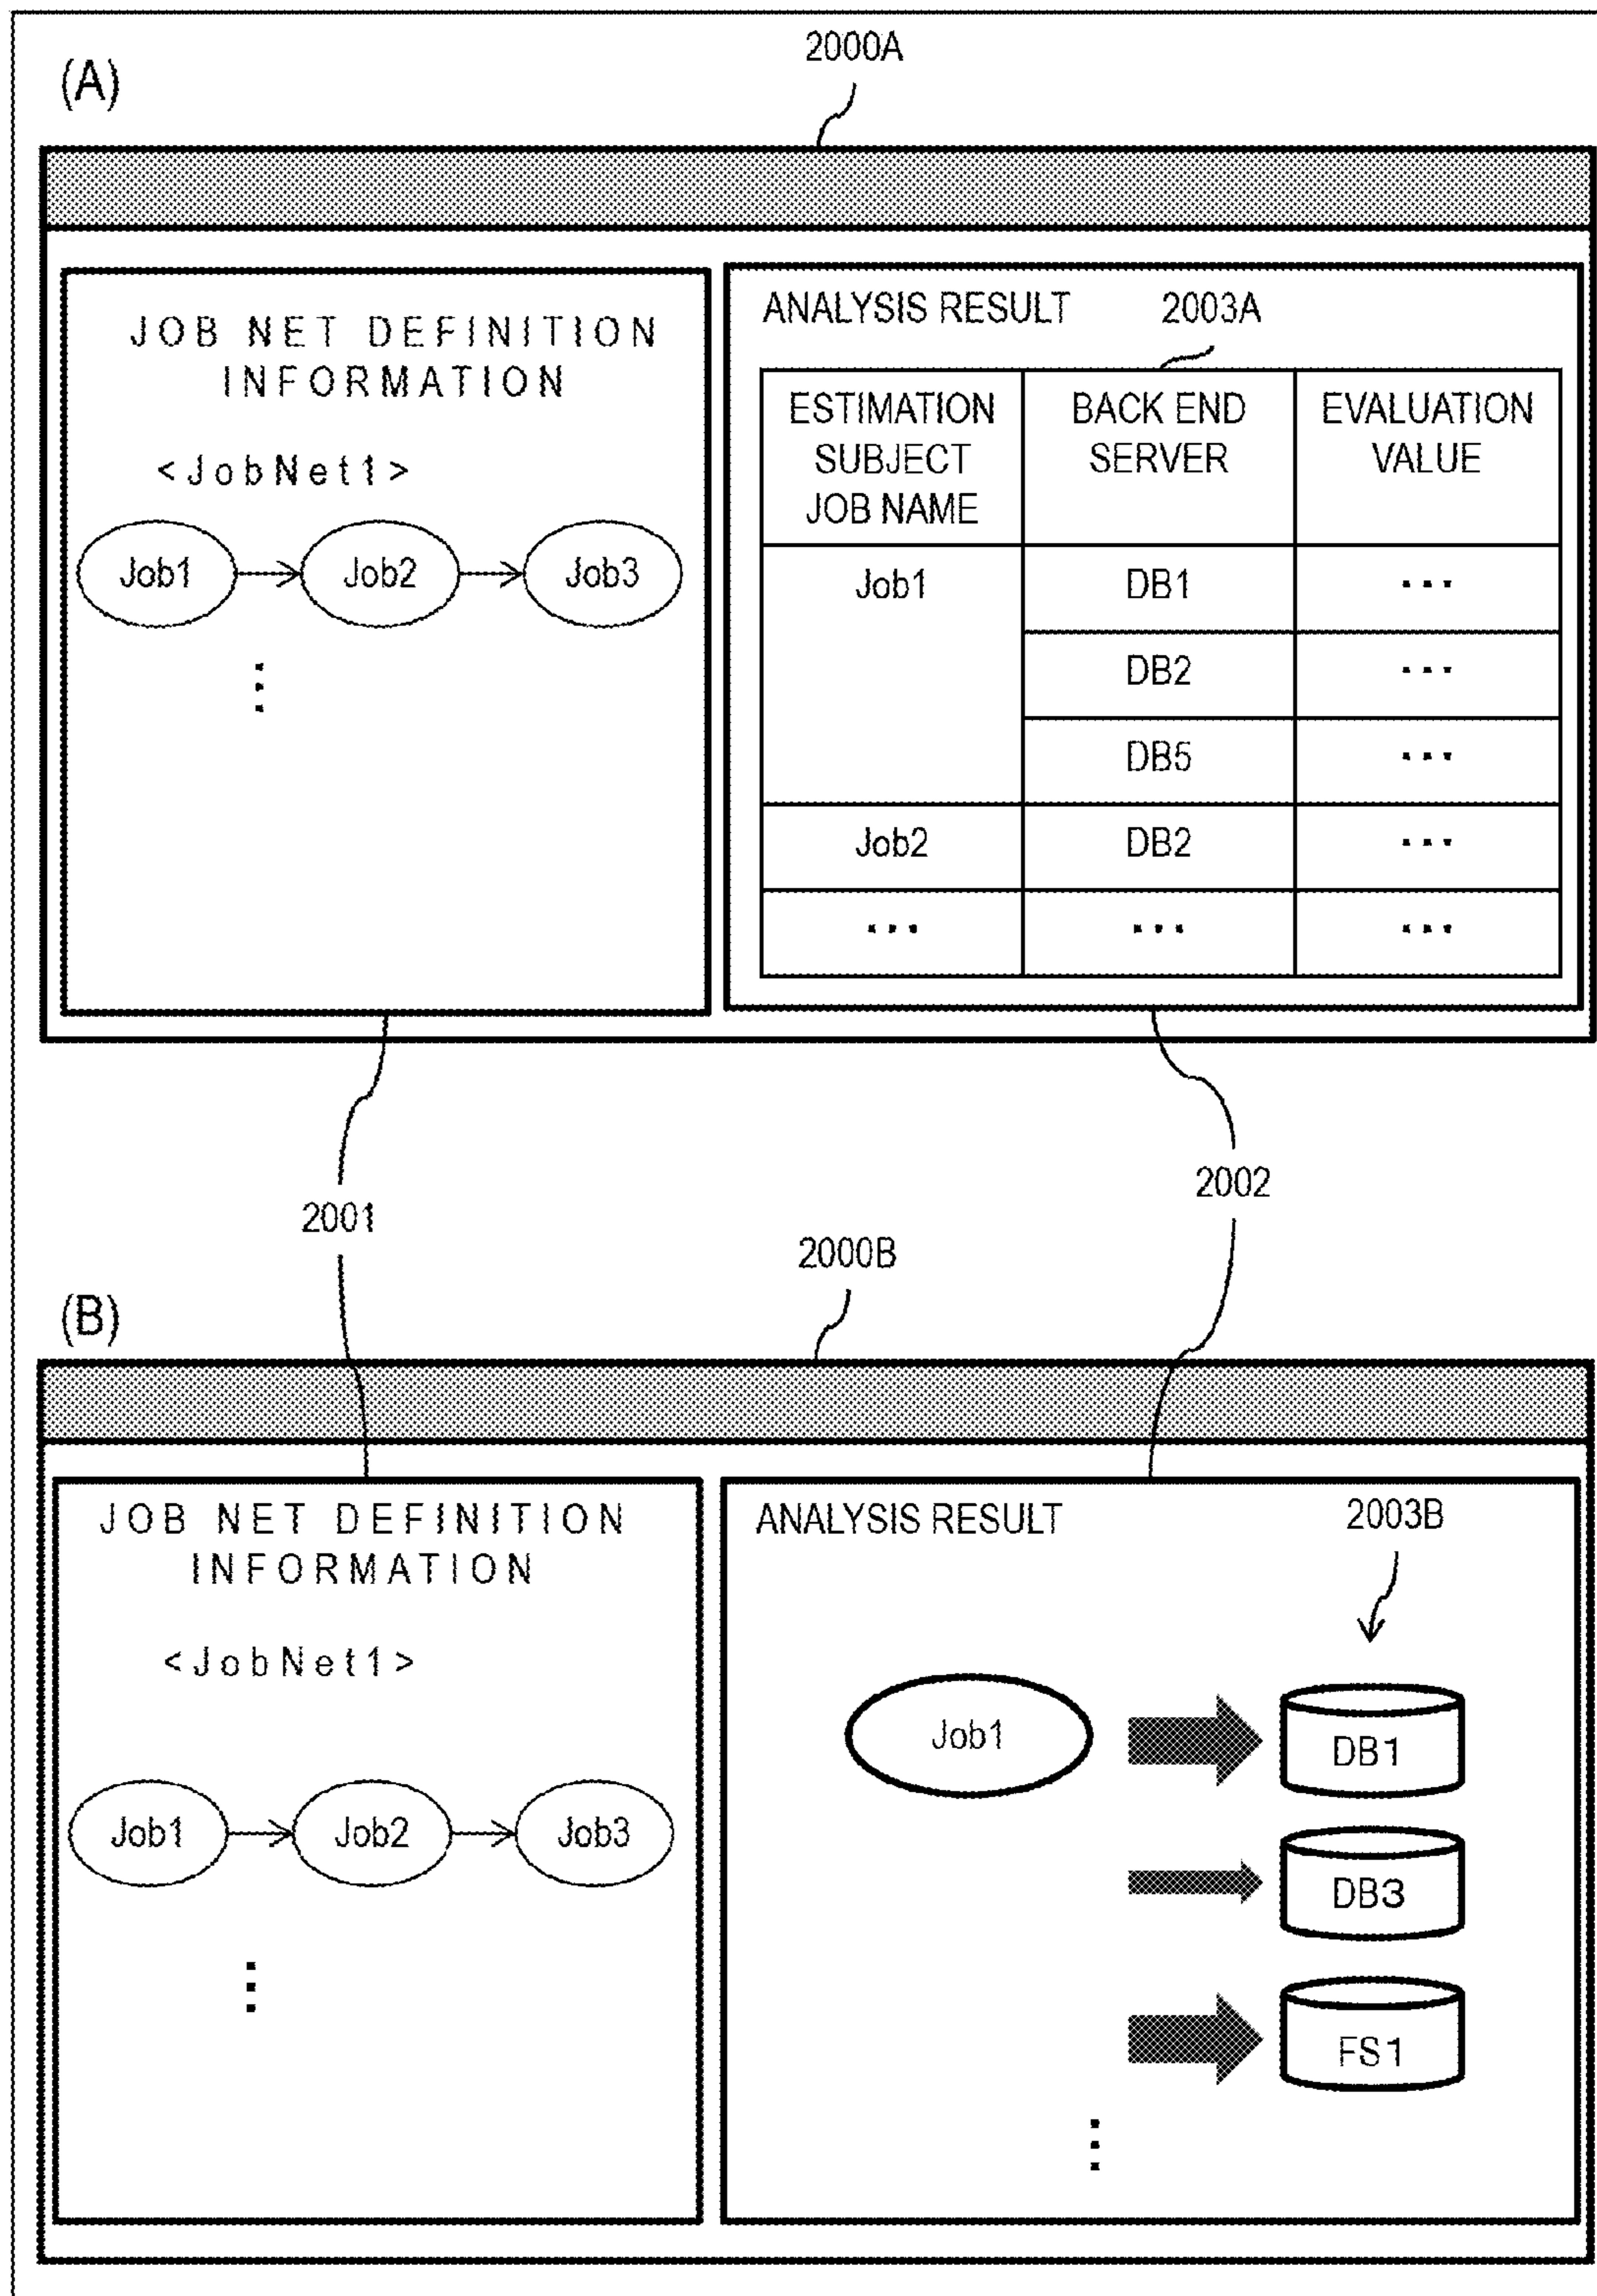 2000A
(A)
JOB NET DEFINITION
INFORMATION
<JobNet1>
Job1
Job2
Job3
⋮
ANALYSIS RESULT
2003A
ESTIMATION
SUBJECT
JOB NAME
BACK END
SERVER
EVALUATION
VALUE
Job1
DB1
...
DB2
...
DB5
...
Job2
DB2
...
...
...
...
2001
2002
2000B
(B)
JOB NET DEFINITION
INFORMATION
<JobNet1>
Job1
Job2
Job3
⋮
ANALYSIS RESULT
2003B
Job1
DB1
DB3
FS1
⋮